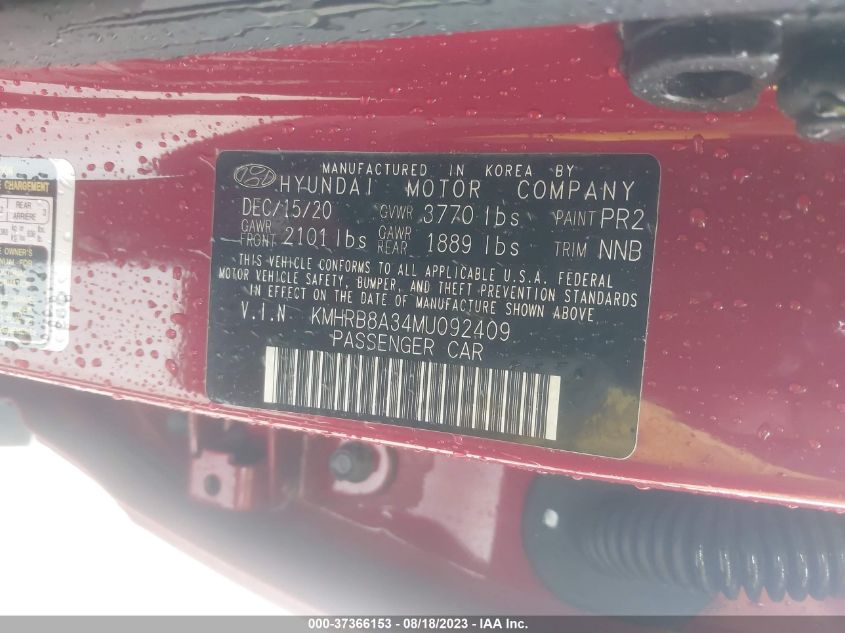 MANUFACTURED IN KOREA BY
HYUNDAI MOTOR COMPANY
DEC/15/20 GVWR 3770 lbs PAINT PR2
GAWR FRONT 2101 lbs GAWR REAR 1889 lbs TRIM NNB
THIS VEHICLE CONFORMS TO ALL APPLICABLE U.S.A. FEDERAL
MOTOR VEHICLE SAFETY, BUMPER, AND THEFT PREVENTION STANDARDS
IN EFFECT ON THE DATE OF MANUFACTURE SHOWN ABOVE.
V.I.N KMHRB8A34MU092409
PASSENGER CAR
CHARGEMENT
REAR
ARRIERE
OWNER'S
000-37366153 - 08/18/2023 - IAA Inc.